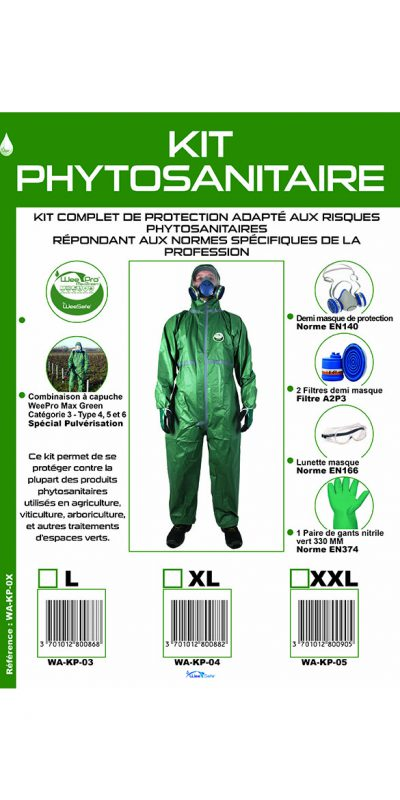 KIT
PHYTOSANITAIRE
KIT COMPLET DE PROTECTION ADAPTÉ AUX RISQUES
PHYTOSANITAIRES
RÉPONDANT AUX NORMES SPÉCIFIQUES DE LA
PROFESSION
WeePro
WeeSafe
Combinaison à capuche
WeePro Max Green
Catégorie 3 - Type 4, 5 et 6
Spécial Pulvérisation
Ce kit permet de se
protéger contre la
plupart des produits
phytosanitaires
utilisés en agriculture,
viticulture, arboriculture,
et autres traitements
d'espaces verts.
Demi masque de protection
Norme EN140
2 Filtres demi masque
Filtre A2P3
Lunette masque
Norme EN166
1 Paire de gants nitrile
vert 330 MM
Norme EN374
L
XL
XXL
3 701012 800868
3 701012 800882
3 701012 800905
WA-KP-03
WA-KP-04
WA-KP-05
WeeSafe
Référence : WA-KP-0X